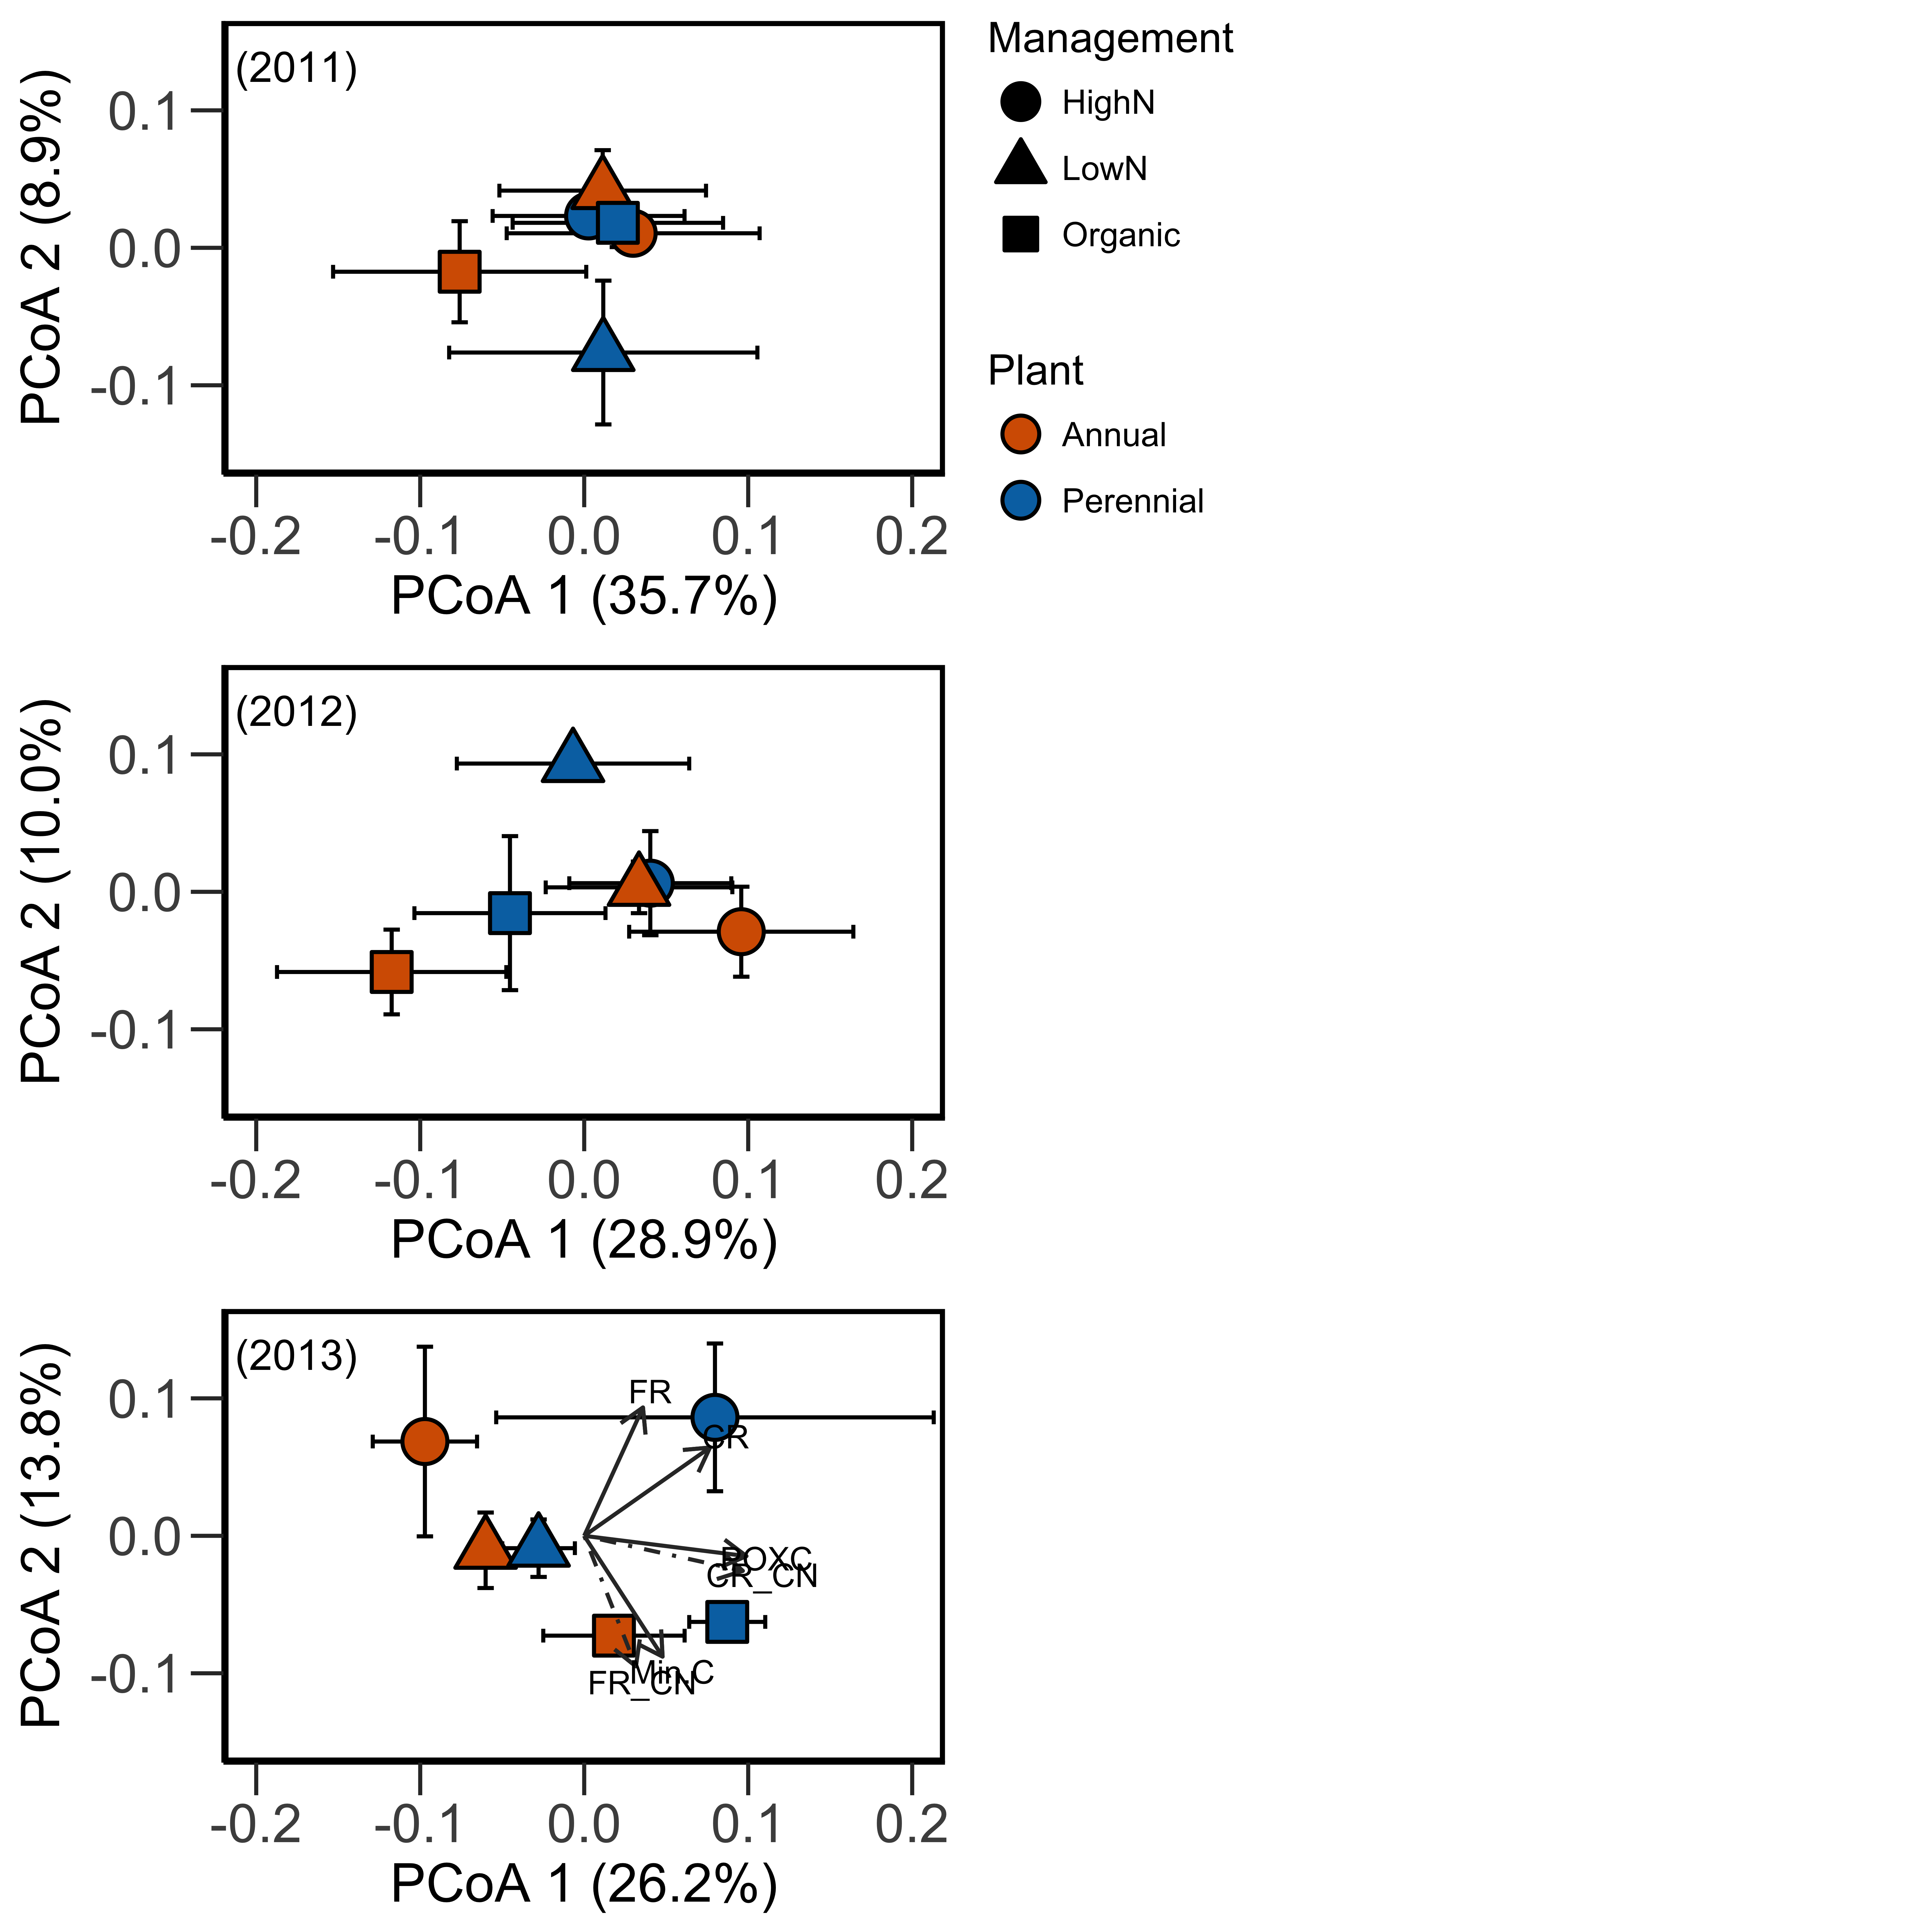 (2011)
PCoA 2 (8.9%)
0.1
0.0
-0.1
-0.2 -0.1 0.0 0.1 0.2
PCoA 1 (35.7%)
Management
HighN
LowN
Organic
Plant
Annual
Perennial
(2012)
PCoA 2 (10.0%)
0.1
0.0
-0.1
-0.2 -0.1 0.0 0.1 0.2
PCoA 1 (28.9%)
(2013)
PCoA 2 (13.8%)
0.1
0.0
-0.1
FR
CR
POXC
CR_CN
Min.C
FR_CN
-0.2 -0.1 0.0 0.1 0.2
PCoA 1 (26.2%)